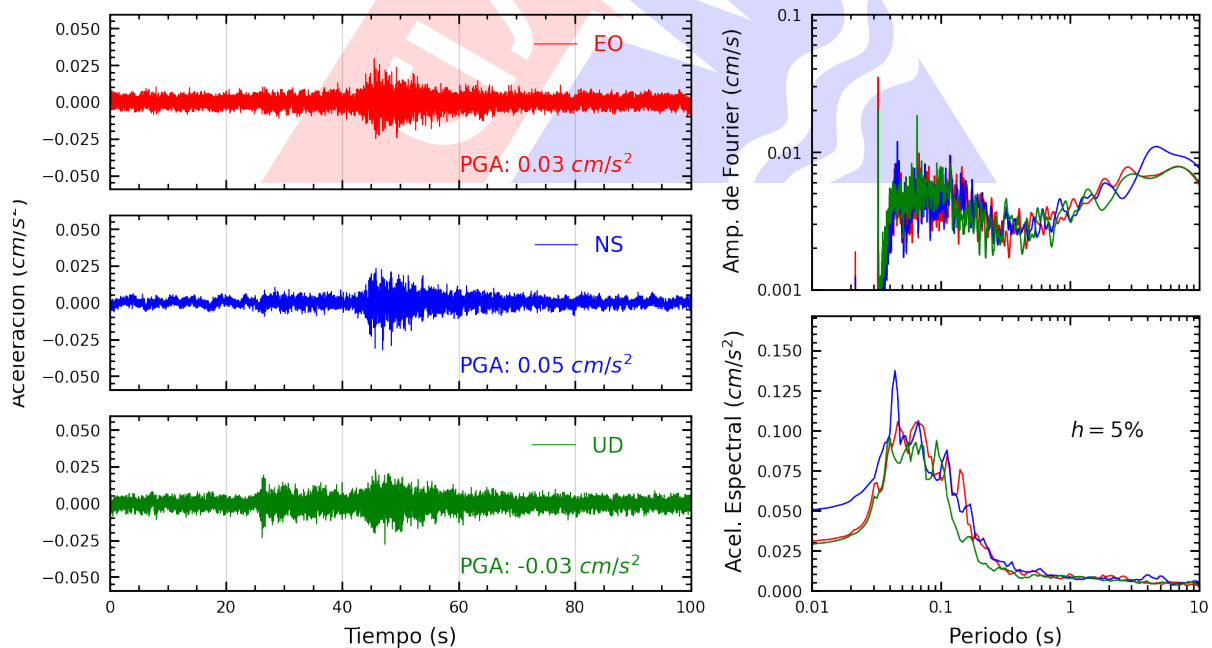 Aceleracion (cm/s²)
0.050
0.025
0.000
−0.025
−0.050
EO
PGA: 0.03 cm/s²
0.050
0.025
0.000
−0.025
−0.050
NS
PGA: 0.05 cm/s²
0.050
0.025
0.000
−0.025
−0.050
UD
PGA: -0.03 cm/s²
0 20 40 60 80 100
Tiempo (s)
Amp. de Fourier (cm/s)
0.1
0.01
0.001
Acel. Espectral (cm/s²)
0.150
0.125
0.100
0.075
0.050
0.025
0.000
h = 5%
0.01 0.1 1 10
Periodo (s)